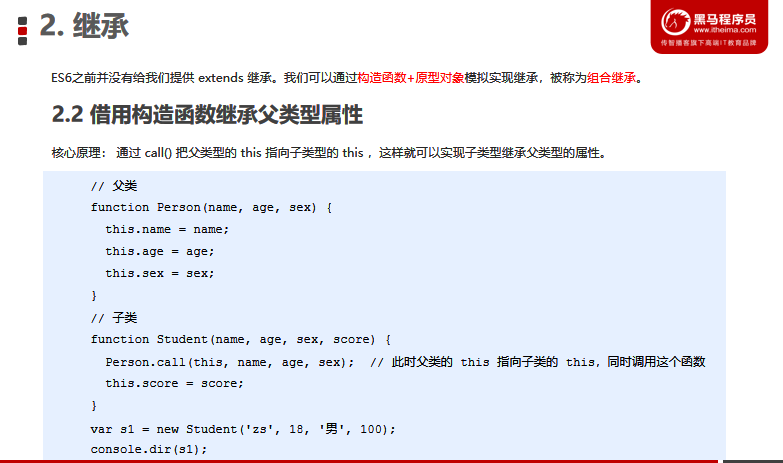 2. 继承
黑马程序员
www.itheima.com
传智播客旗下高端IT教育品牌
ES6之前并没有给我们提供 extends 继承。我们可以通过构造函数+原型对象模拟实现继承，被称为组合继承。
2.2 借用构造函数继承父类型属性
核心原理： 通过 call() 把父类型的 this 指向子类型的 this ，这样就可以实现子类型继承父类型的属性。
// 父类
function Person(name, age, sex) {
this.name = name;
this.age = age;
this.sex = sex;
}
// 子类
function Student(name, age, sex, score) {
Person.call(this, name, age, sex);  // 此时父类的 this 指向子类的 this，同时调用这个函数
this.score = score;
}
var s1 = new Student('zs', 18, '男', 100);
console.dir(s1);